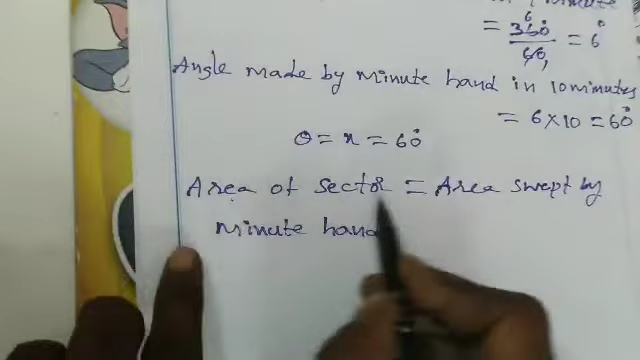 = 360° / 60 = 6°
Angle made by minute hand in 10 minutes
= 6 × 10 = 60°
θ = x = 60°
Area of sector = Area swept by
minute hand